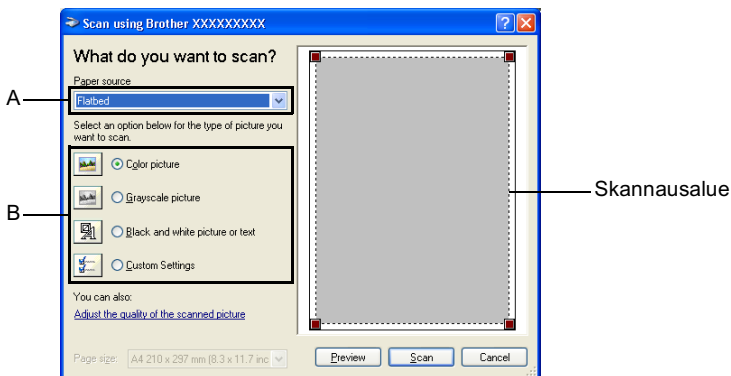 Scan using Brother XXXXXXXXX
What do you want to scan?
Paper source
A
Flatbed
Select an option below for the type of picture you
want to scan.
Color picture
Grayscale picture
B
Black and white picture or text
Custom Settings
You can also:
Adjust the quality of the scanned picture
Page size: A4 210 x 297 mm (8.3 x 11.7 inc
Preview Scan Cancel
Skannausalue